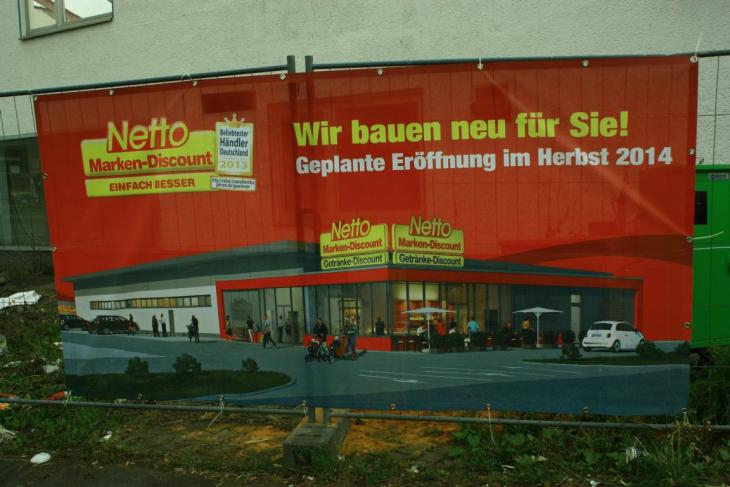 Netto
Marken-Discount
EINFACH BESSER
Beliebtester
Händler
Deutschland
2013
Wir bauen neu für Sie!
Geplante Eröffnung im Herbst 2014
Netto
Marken-Discount
Getränke-Discount
Netto
Marken-Discount
Getränke-Discount